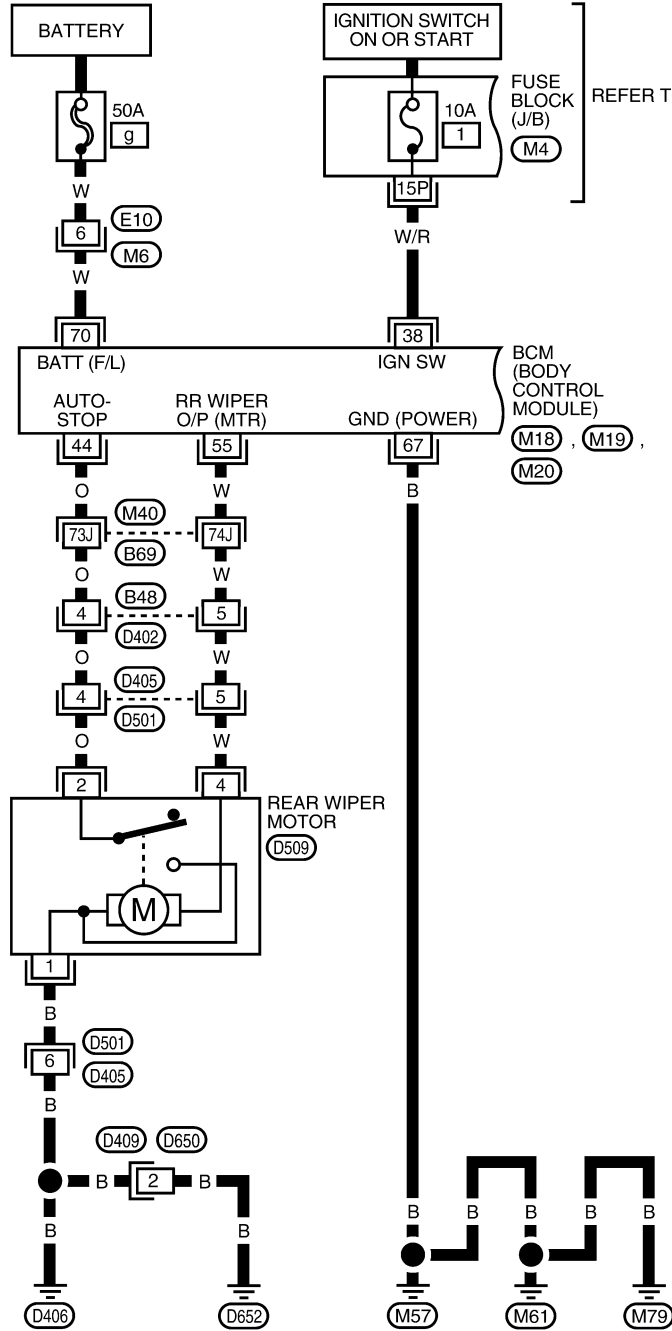 BATTERY
IGNITION SWITCH
ON OR START
50A
g
10A
1
FUSE
BLOCK
(J/B)
M4
REFER T
15P
W
W/R
6
E10
M6
W
70
38
BATT (F/L)
IGN SW
BCM
(BODY
CONTROL
MODULE)
M18 , M19 ,
M20
AUTO-
STOP
RR WIPER
O/P (MTR)
GND (POWER)
44
55
67
O
W
B
73J
M40
B69
74J
O
W
4
B48
D402
5
O
W
4
D405
D501
5
O
W
2
4
REAR WIPER
MOTOR
D509
M
1
B
6
D501
D405
B
D409
D650
B
2
B
B
B
B
B
B
B
B
D406
D652
M57
M61
M79